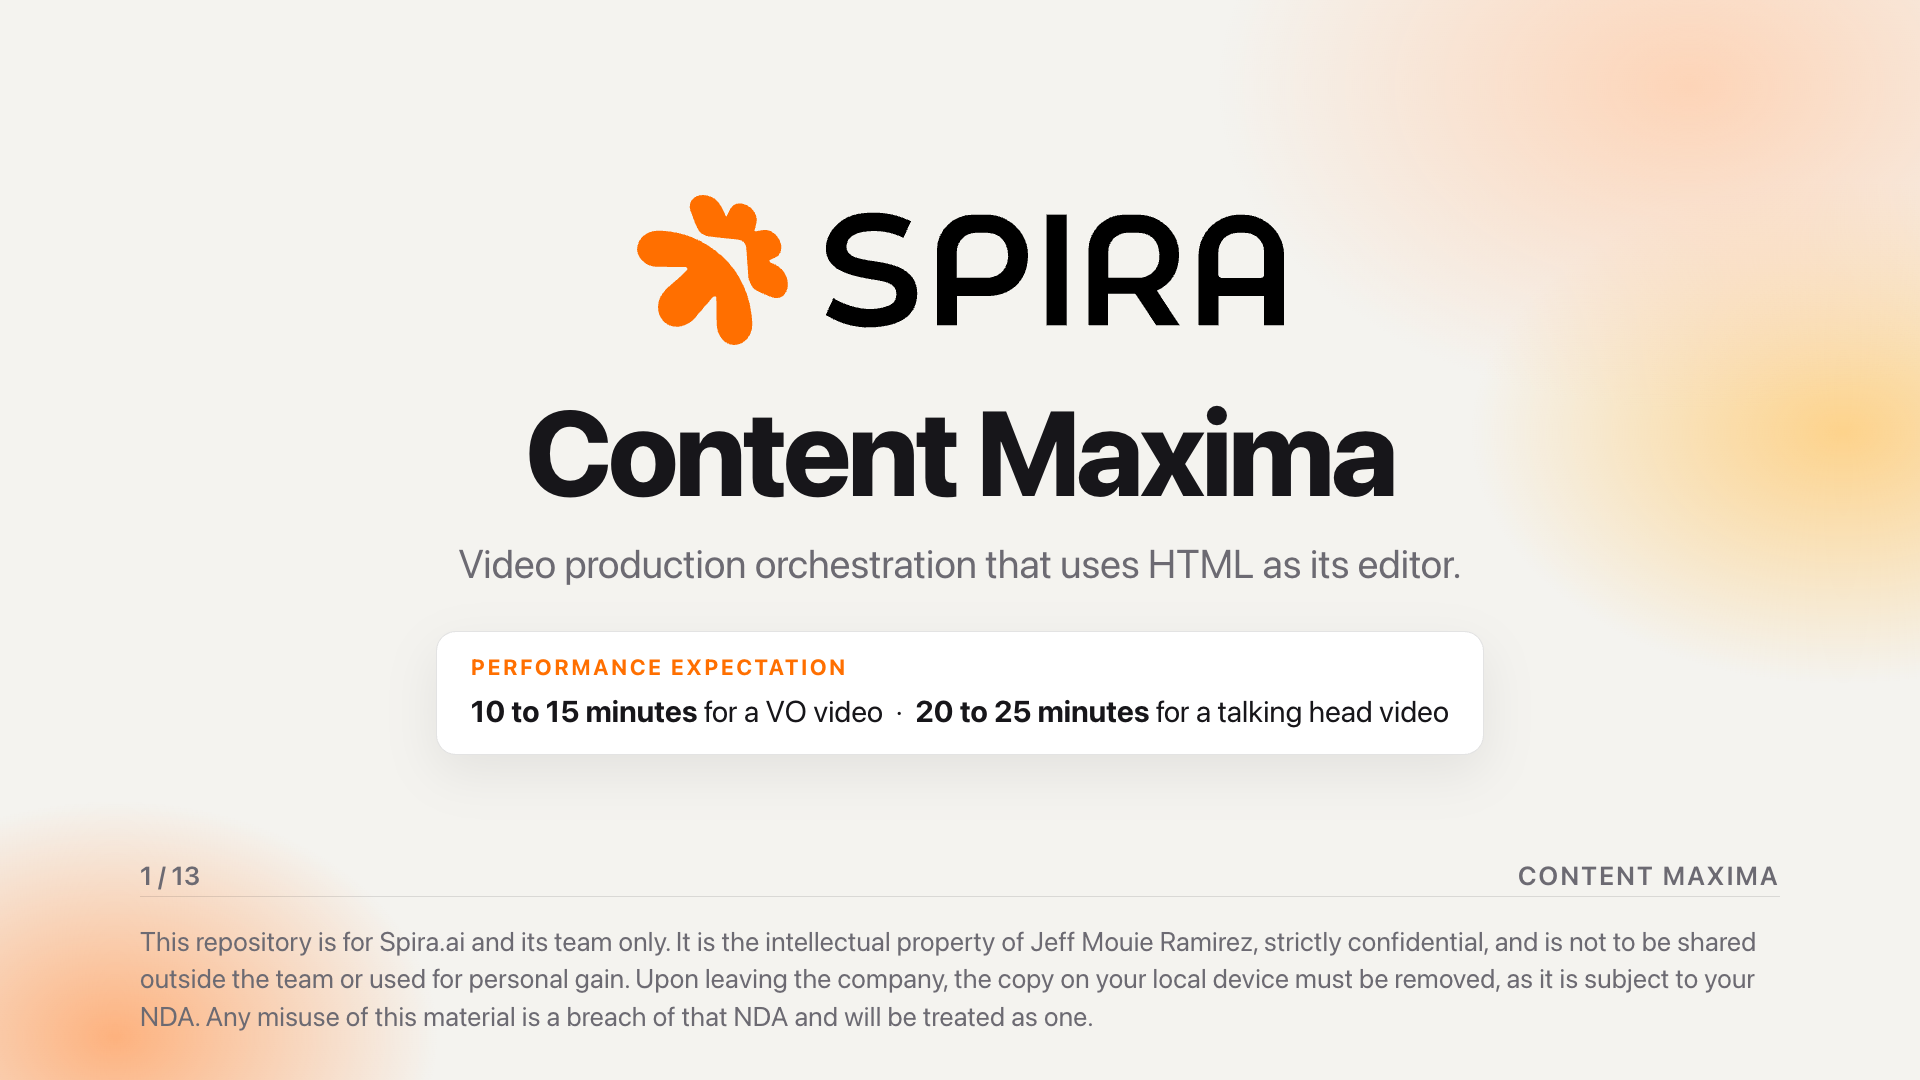 SPIRA
Content Maxima
Video production orchestration that uses HTML as its editor.
PERFORMANCE EXPECTATION
10 to 15 minutes for a VO video · 20 to 25 minutes for a talking head video
1 / 13
CONTENT MAXIMA
This repository is for Spira.ai and its team only. It is the intellectual property of Jeff Mouie Ramirez, strictly confidential, and is not to be shared
outside the team or used for personal gain. Upon leaving the company, the copy on your local device must be removed, as it is subject to your
NDA. Any misuse of this material is a breach of that NDA and will be treated as one.